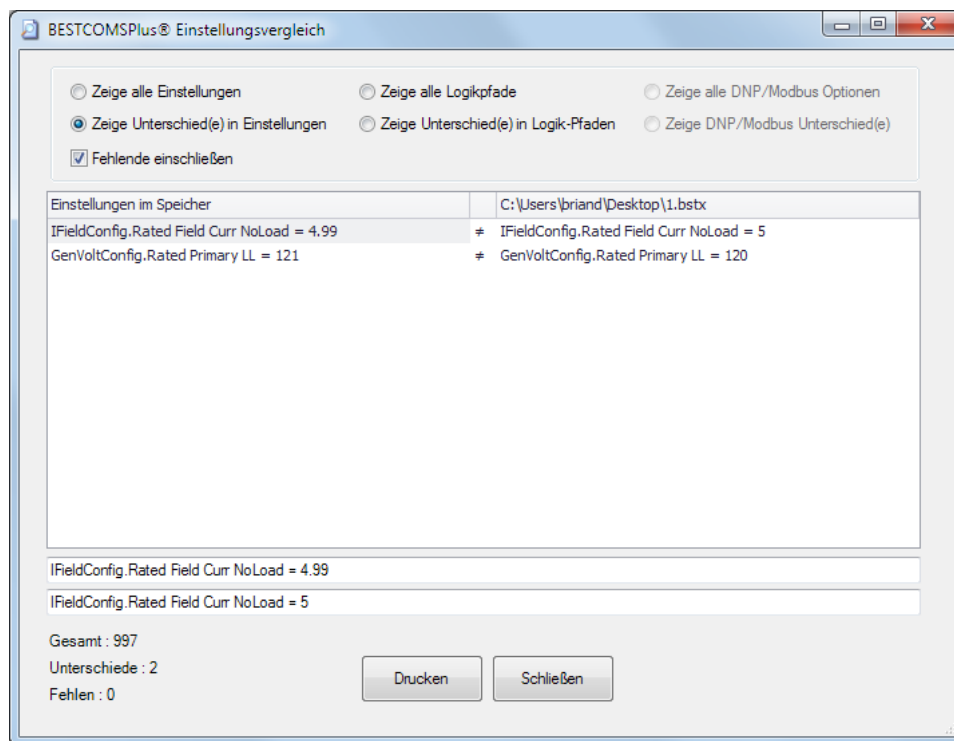 BESTCOMSPlus® Einstellungsvergleich
Zeige alle Einstellungen Zeige alle Logikpfade Zeige alle DNP/Modbus Optionen
Zeige Unterschied(e) in Einstellungen Zeige Unterschied(e) in Logik-Pfaden Zeige DNP/Modbus Unterschied(e)
Fehlende einschließen
Einstellungen im Speicher C:\Users\briand\Desktop\1.bstx
IFieldConfig.Rated Field Curr NoLoad = 4.99 ≠ IFieldConfig.Rated Field Curr NoLoad = 5
GenVoltConfig.Rated Primary LL = 121 ≠ GenVoltConfig.Rated Primary LL = 120
IFieldConfig.Rated Field Curr NoLoad = 4.99
IFieldConfig.Rated Field Curr NoLoad = 5
Gesamt : 997
Unterschiede : 2
Fehlen : 0
Drucken Schließen